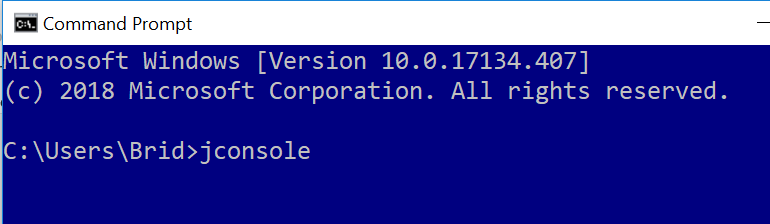 Command Prompt
Microsoft Windows [Version 10.0.17134.407]
(c) 2018 Microsoft Corporation. All rights reserved.
C:\Users\Brid>jconsole